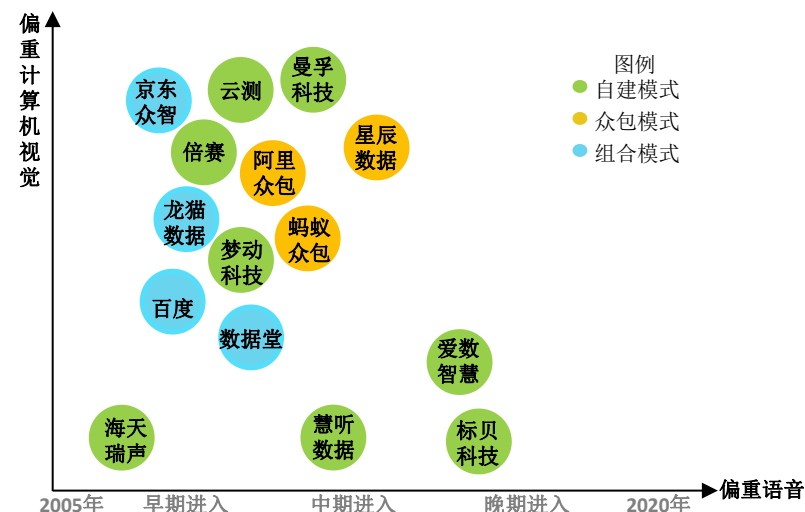 偏重计算机视觉
图例
自建模式
众包模式
组合模式
曼孚
科技
云测
京东
众智
星辰
数据
倍赛
阿里
众包
龙猫
数据
蚂蚁
众包
梦动
科技
百度
数据堂
爱数
智慧
海天
瑞声
慧听
数据
标贝
科技
偏重语音
2005年
早期进入
中期进入
晚期进入
2020年